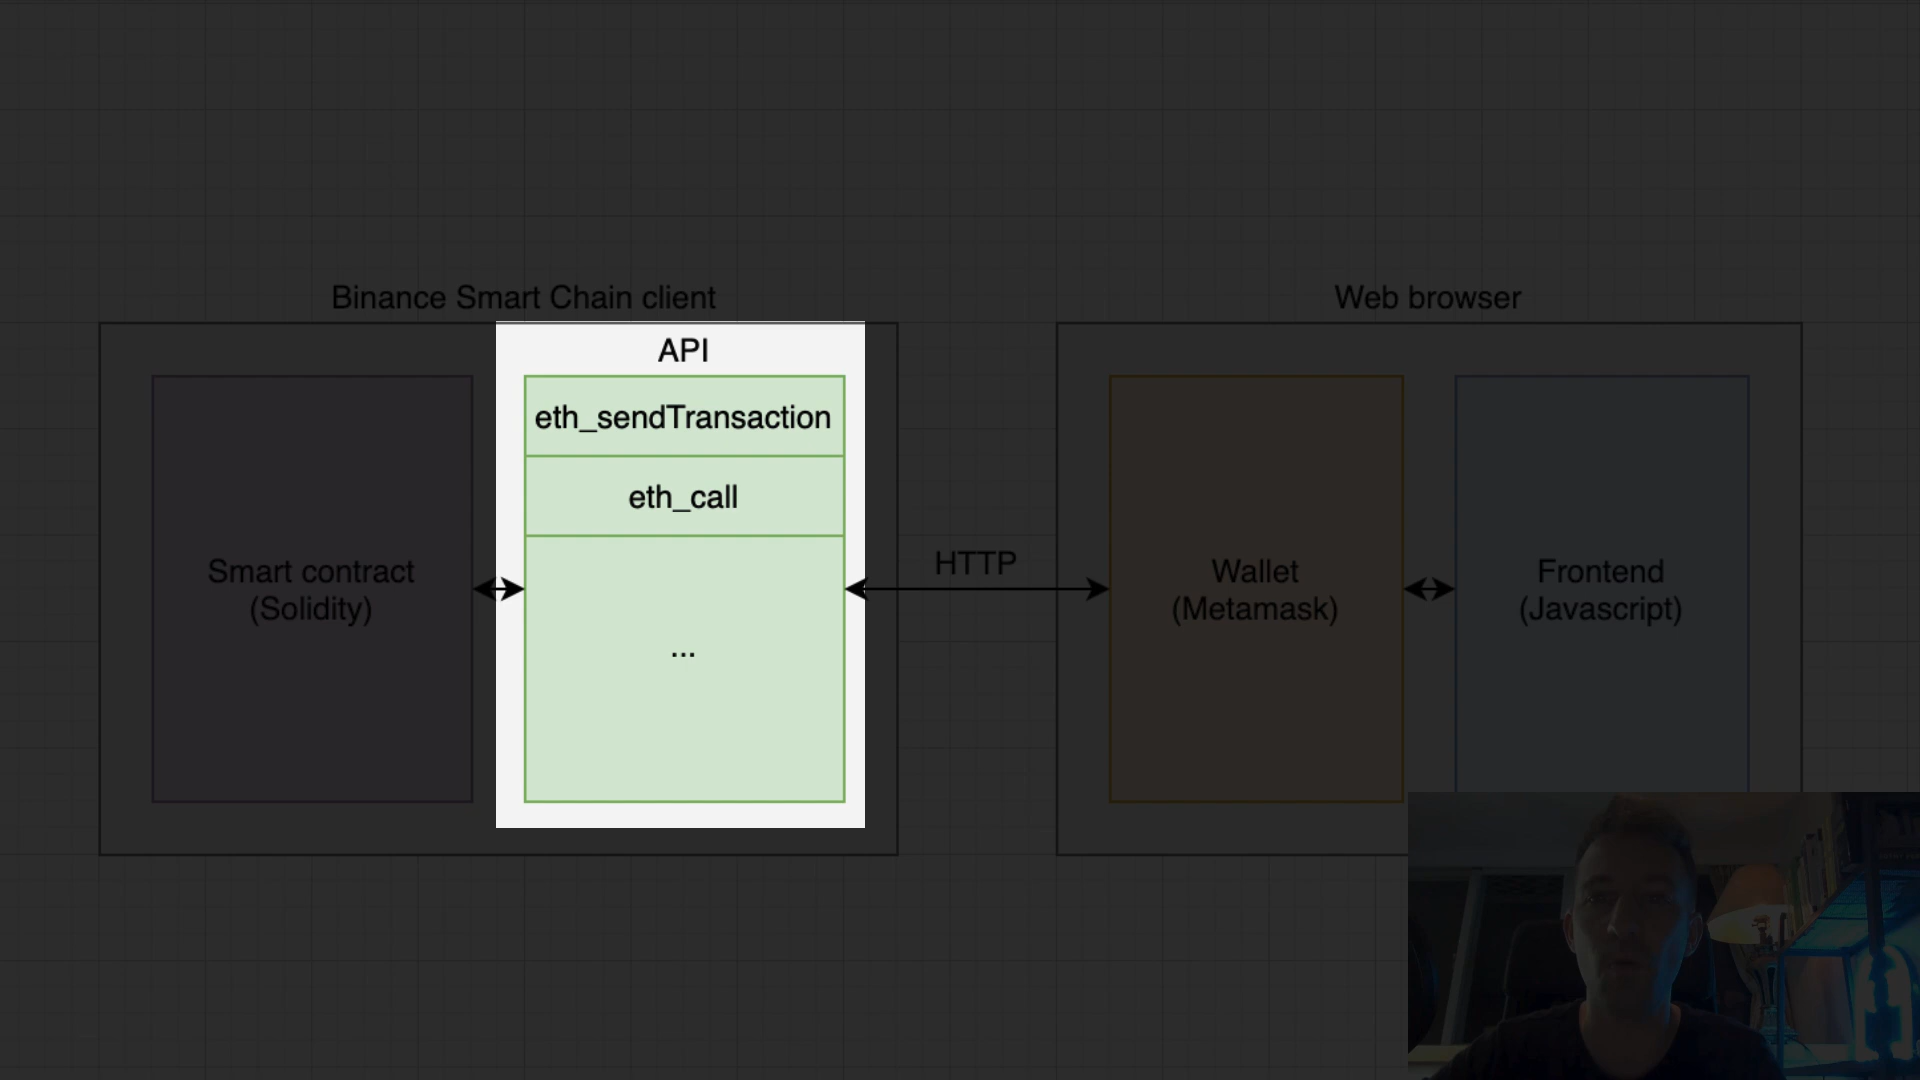 Binance Smart Chain client
Web browser
API
eth_sendTransaction
eth_call
...
Smart contract
(Solidity)
HTTP
Wallet
(Metamask)
Frontend
(Javascript)